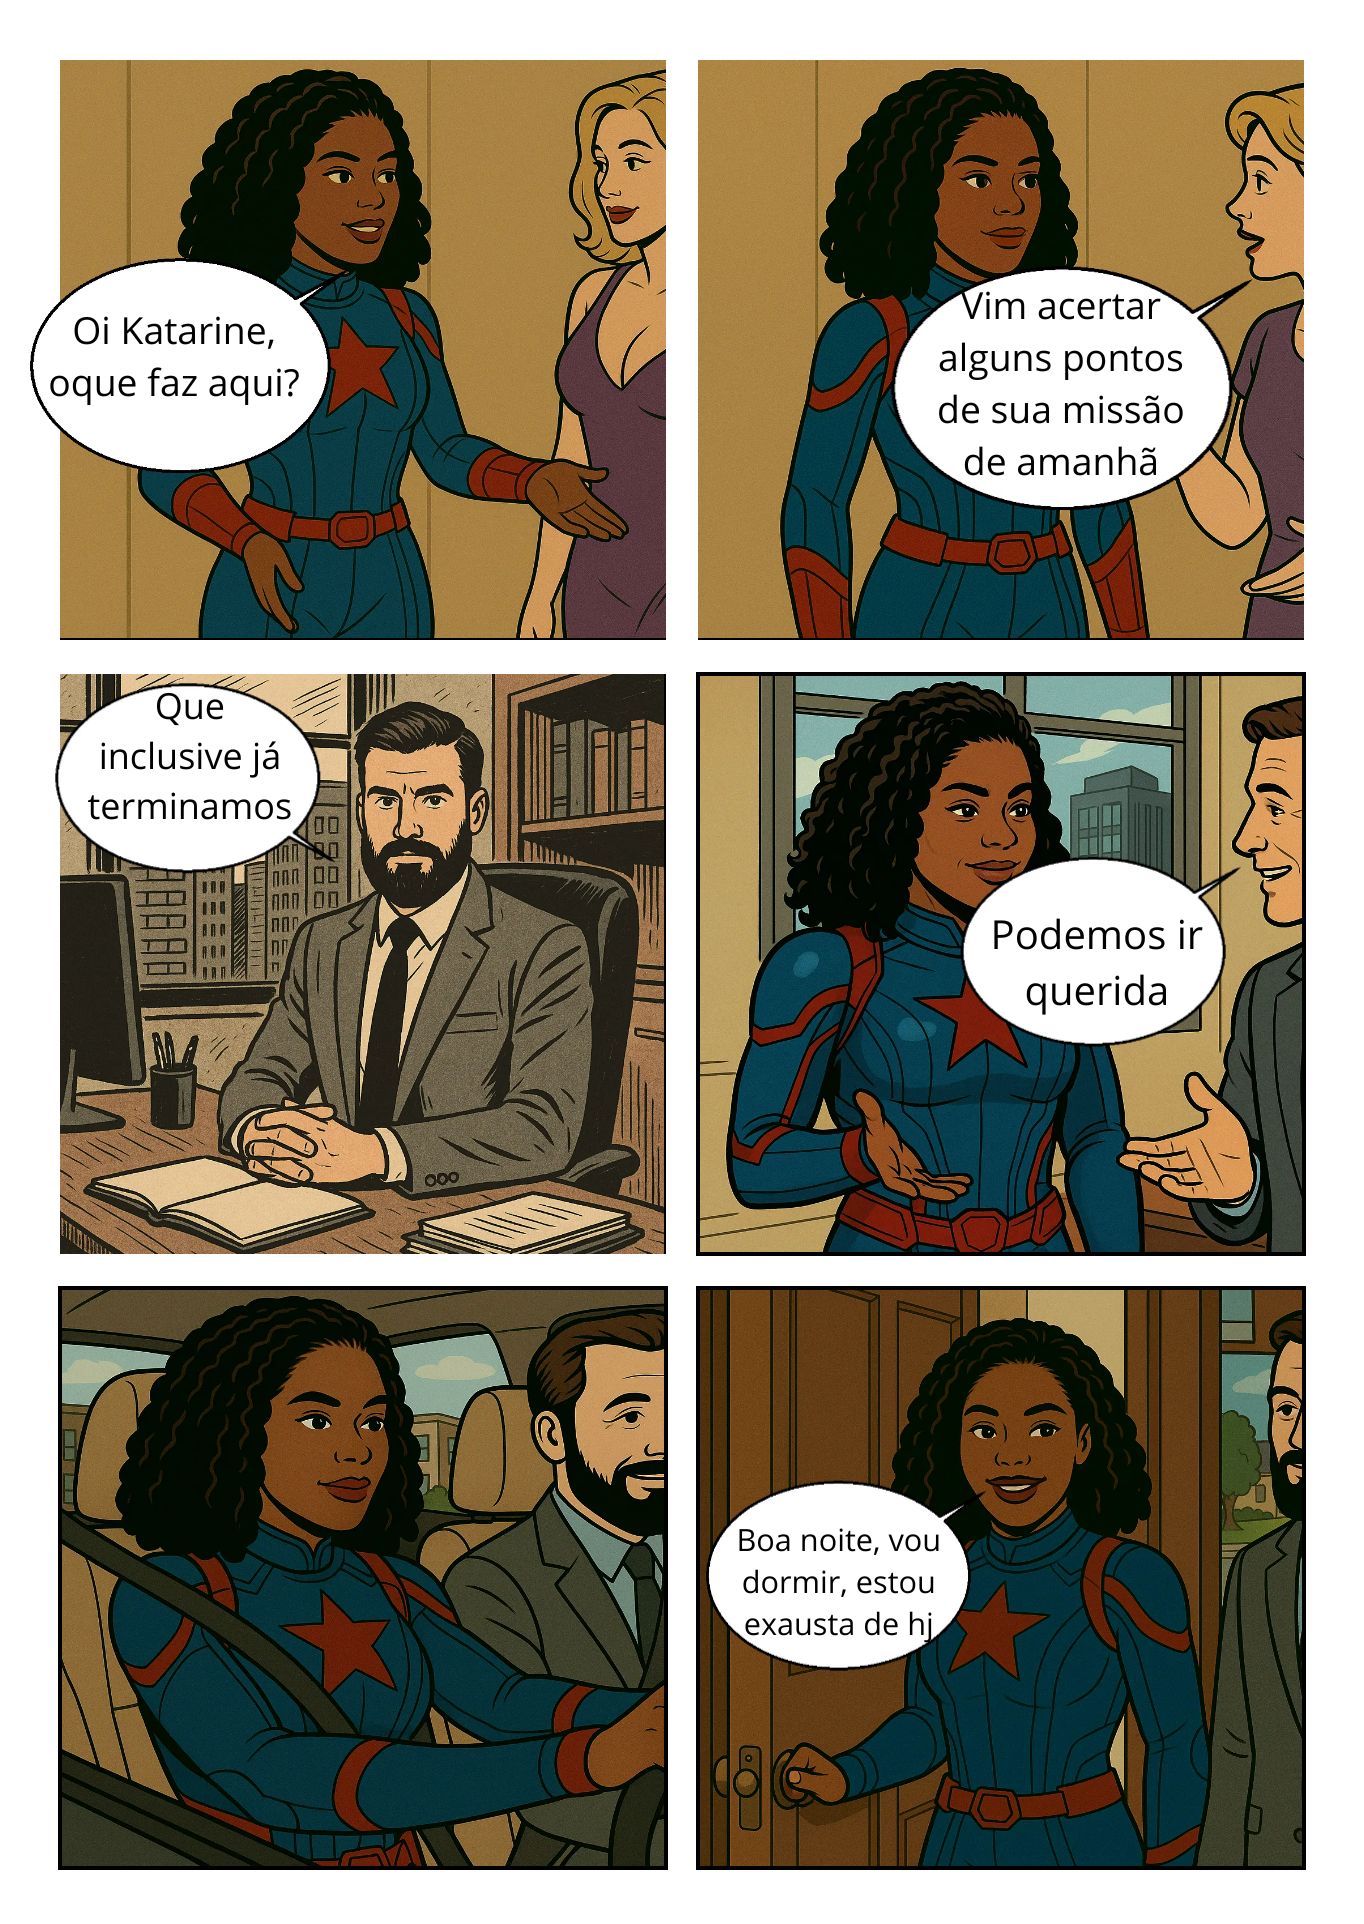 Oi Katarine,
oque faz aqui?
Vim acertar
alguns pontos
de sua missão
de amanhã
Que
inclusive já
terminamos
Podemos ir
querida
Boa noite, vou
dormir, estou
exausta de hj